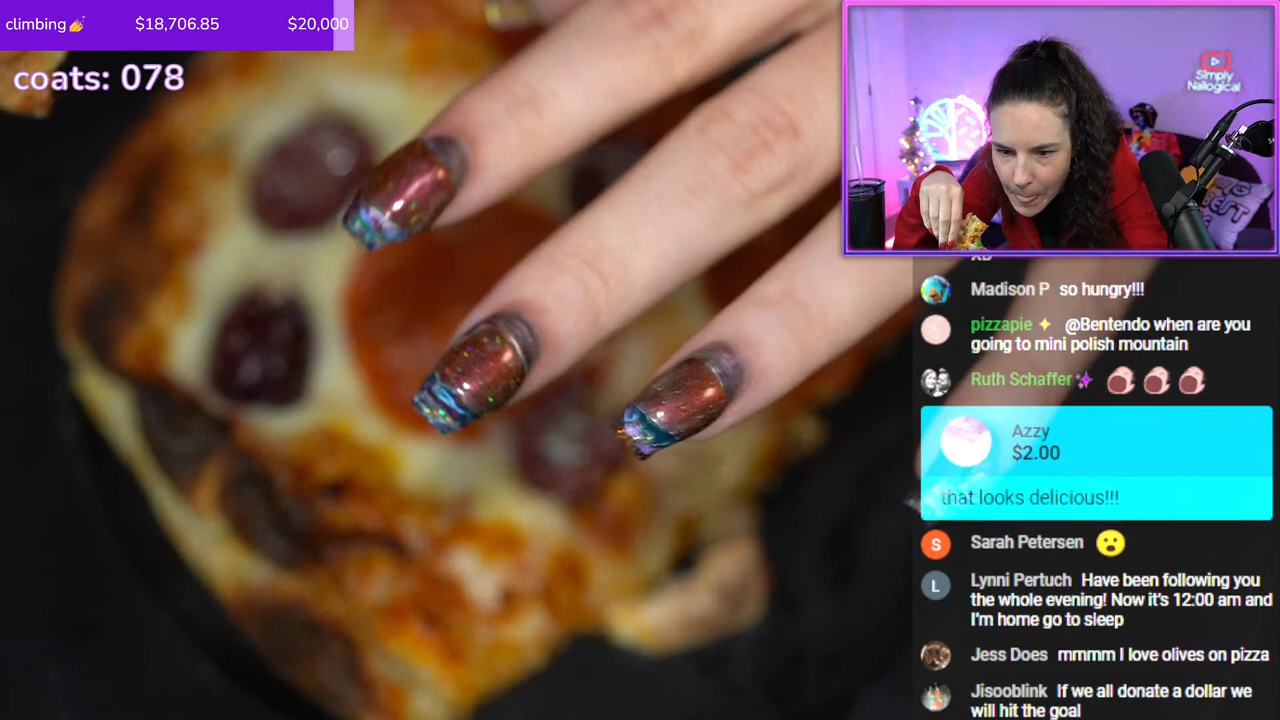 climbing💅 $18,706.85 $20,000
coats: 078
Simply
Nailogical
XD
Madison P so hungry!!!
pizzapie @Bentendo when are you
going to mini polish mountain
Ruth Schaffer
Azzy
$2.00
that looks delicious!!!
S Sarah Petersen 😮
L Lynni Pertuch Have been following you
the whole evening! Now it's 12:00 am and
I'm home go to sleep
Jess Does mmmm I love olives on pizza
Jisooblink If we all donate a dollar we
will hit the goal